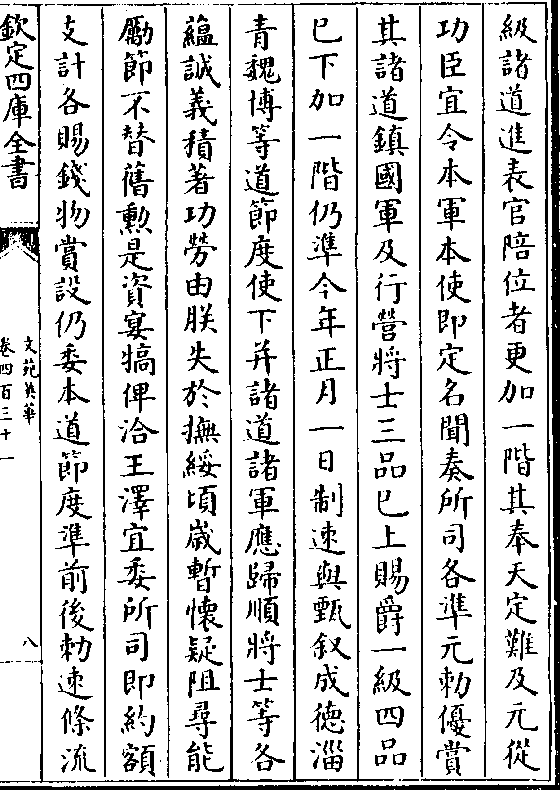 級諸道進表官陪位者更加一階其奉天定難及元從
功臣宜令本軍本使即定名聞奏所司各準元勅優賞
其諸道鎮國軍及行營將士三品已上賜爵一級四品
已下加一階仍準今年正月一日制速與甄敘成德淄
青魏博等道節度使下并諸道諸軍應歸順將士等各
蘊誠義積著功勞由朕失於撫綏頃歲暫懷疑阻尋能
勵節不替舊勲是資宴犒俾洽王澤宜委所司即約額
支計各賜錢物賞設仍委本道節度準前後勅速條流
欽定四庫全書
文苑英華
卷四百三十一
八